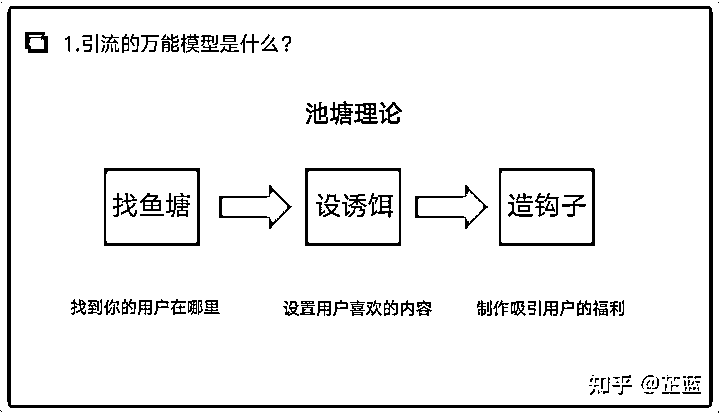 1.引流的万能模型是什么?
池塘理论
找鱼塘 设诱饵 造钩子
找到你的用户在哪里 设置用户喜欢的内容 制作吸引用户的福利
知乎 @芷蓝